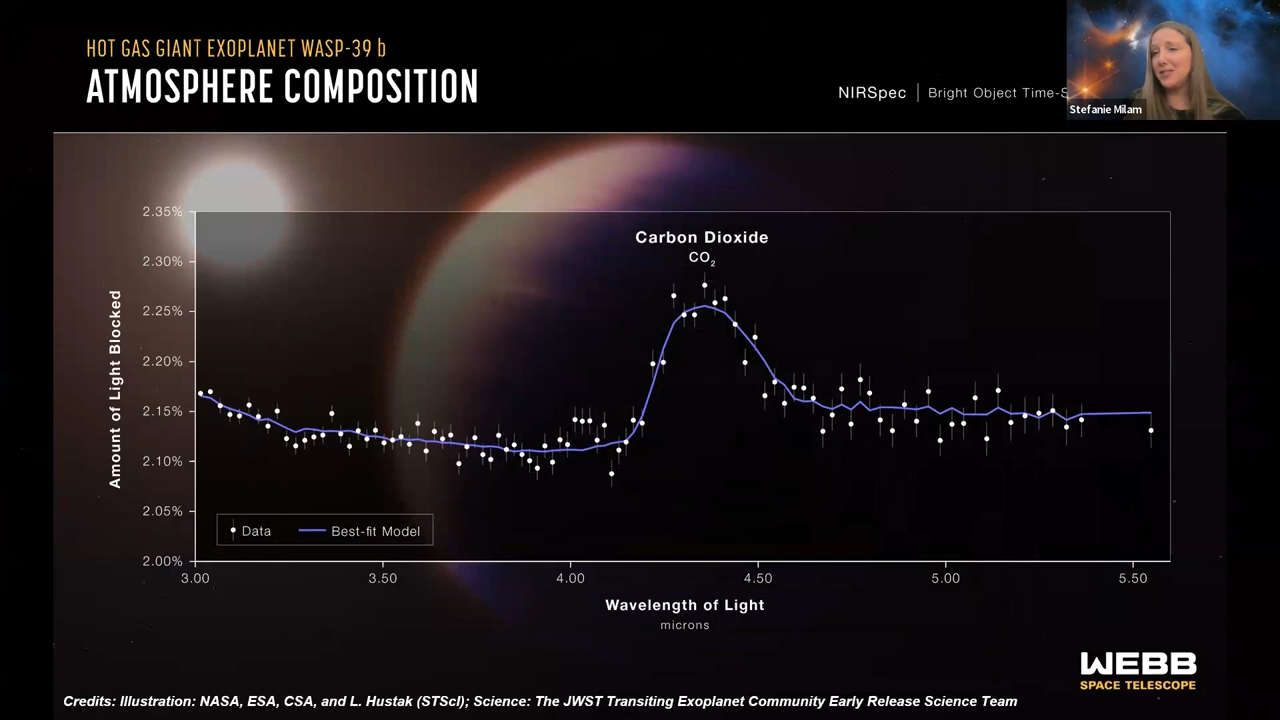 HOT GAS GIANT EXOPLANET WASP-39 b
ATMOSPHERE COMPOSITION
NIRSpec | Bright Object Time-S
Stefanie Milam
2.35%
2.30%
2.25%
2.20%
2.15%
2.10%
2.05%
2.00%
Amount of Light Blocked
Carbon Dioxide
CO2
Data
Best-fit Model
3.00 3.50 4.00 4.50 5.00 5.50
Wavelength of Light
microns
WEBB
SPACE TELESCOPE
Credits: Illustration: NASA, ESA, CSA, and L. Hustak (STScI); Science: The JWST Transiting Exoplanet Community Early Release Science Team